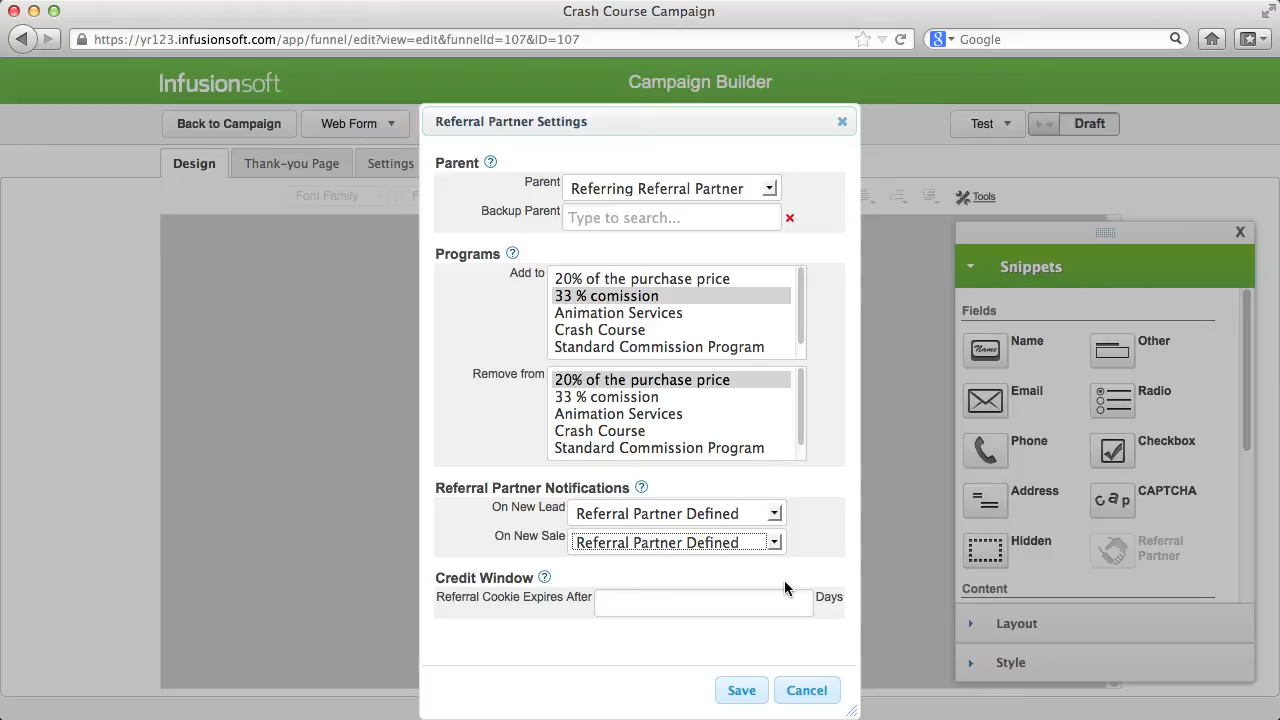 Crash Course Campaign
https://yr123.infusionsoft.com/app/funnel/edit?view=edit&funnelId=107&ID=107
Google
Infusionsoft
Campaign Builder
Back to Campaign
Web Form
Test
Draft
Design
Thank-you Page
Settings
Font Family
F
Tools
Referral Partner Settings
Parent ?
Parent Referring Referral Partner
Backup Parent Type to search...
Programs ?
Add to 20% of the purchase price
33 % comission
Animation Services
Crash Course
Standard Commission Program
Remove from 20% of the purchase price
33 % comission
Animation Services
Crash Course
Standard Commission Program
Referral Partner Notifications ?
On New Lead Referral Partner Defined
On New Sale Referral Partner Defined
Credit Window ?
Referral Cookie Expires After Days
Save Cancel
X
Snippets
Fields
Name Name Other
Email Radio
Phone Checkbox
Address cap CAPTCHA
Hidden Referral
Partner
Content
Layout
Style